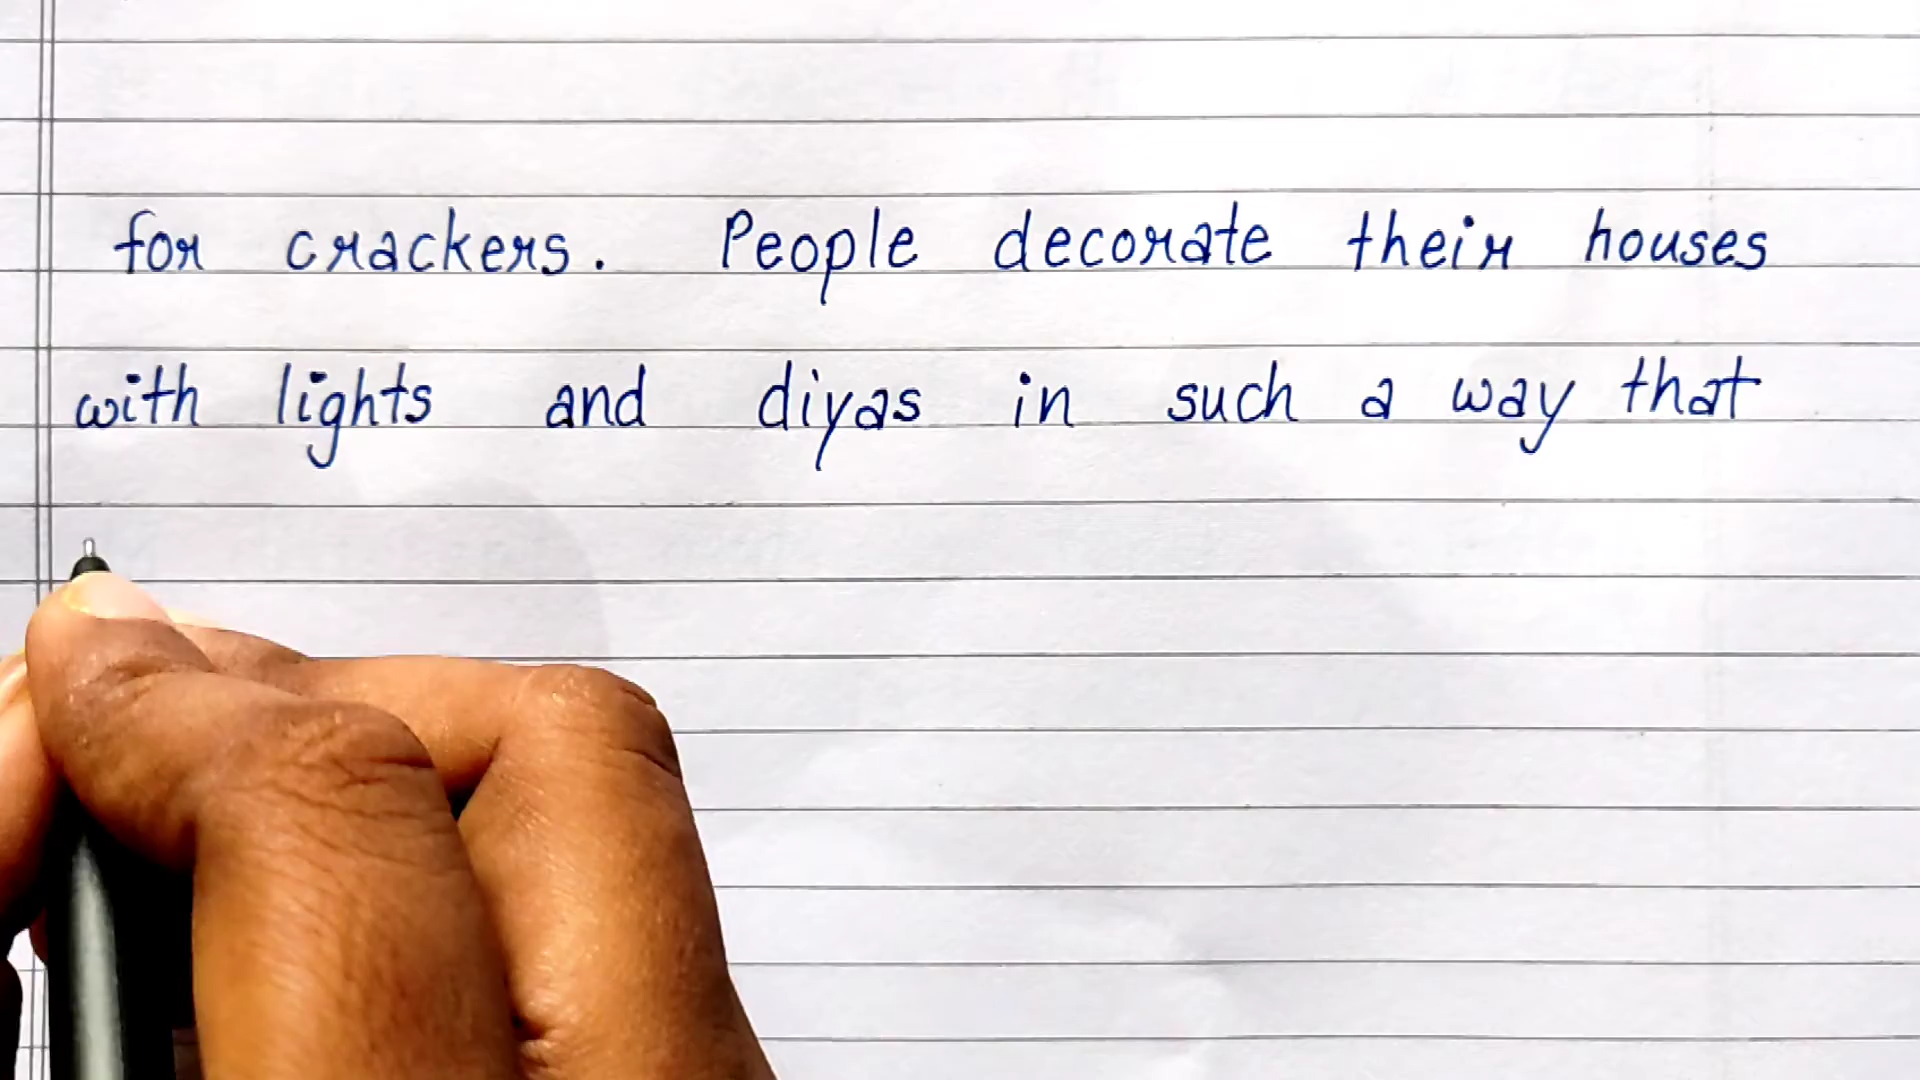 for crackers. People decorate their houses
with lights and diyas in such a way that